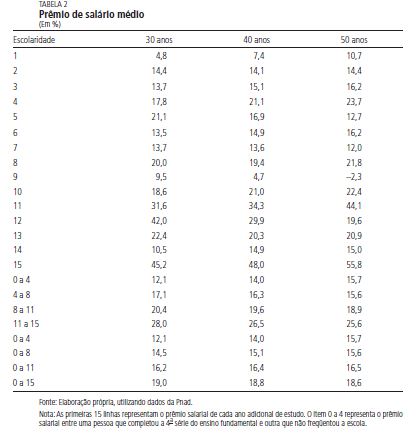 TABELA 2
Prêmio de salário médio
(Em %)
Escolaridade 30 anos 40 anos 50 anos
1 4,8 7,4 10,7
2 14,4 14,1 14,4
3 13,7 15,1 16,2
4 17,8 21,1 23,7
5 21,1 16,9 12,7
6 13,5 14,9 16,2
7 13,7 13,6 12,0
8 20,0 19,4 21,8
9 9,5 4,7 –2,3
10 18,6 21,0 22,4
11 31,6 34,3 44,1
12 42,0 29,9 19,6
13 22,4 20,3 20,9
14 10,5 14,9 15,0
15 45,2 48,0 55,8
0 a 4 12,1 14,0 15,7
4 a 8 17,1 16,3 15,6
8 a 11 20,4 19,6 18,9
11 a 15 28,0 26,5 25,6
0 a 4 12,1 14,0 15,7
0 a 8 14,5 15,1 15,6
0 a 11 16,2 16,4 16,5
0 a 15 19,0 18,8 18,6
Fonte: Elaboração própria, utilizando dados da Pnad.
Nota: As primeiras 15 linhas representam o prêmio salarial de cada ano adicional de estudo. O item 0 a 4 representa o prêmio
salarial entre uma pessoa que completou a 4ª série do ensino fundamental e outra que não freqüentou a escola.